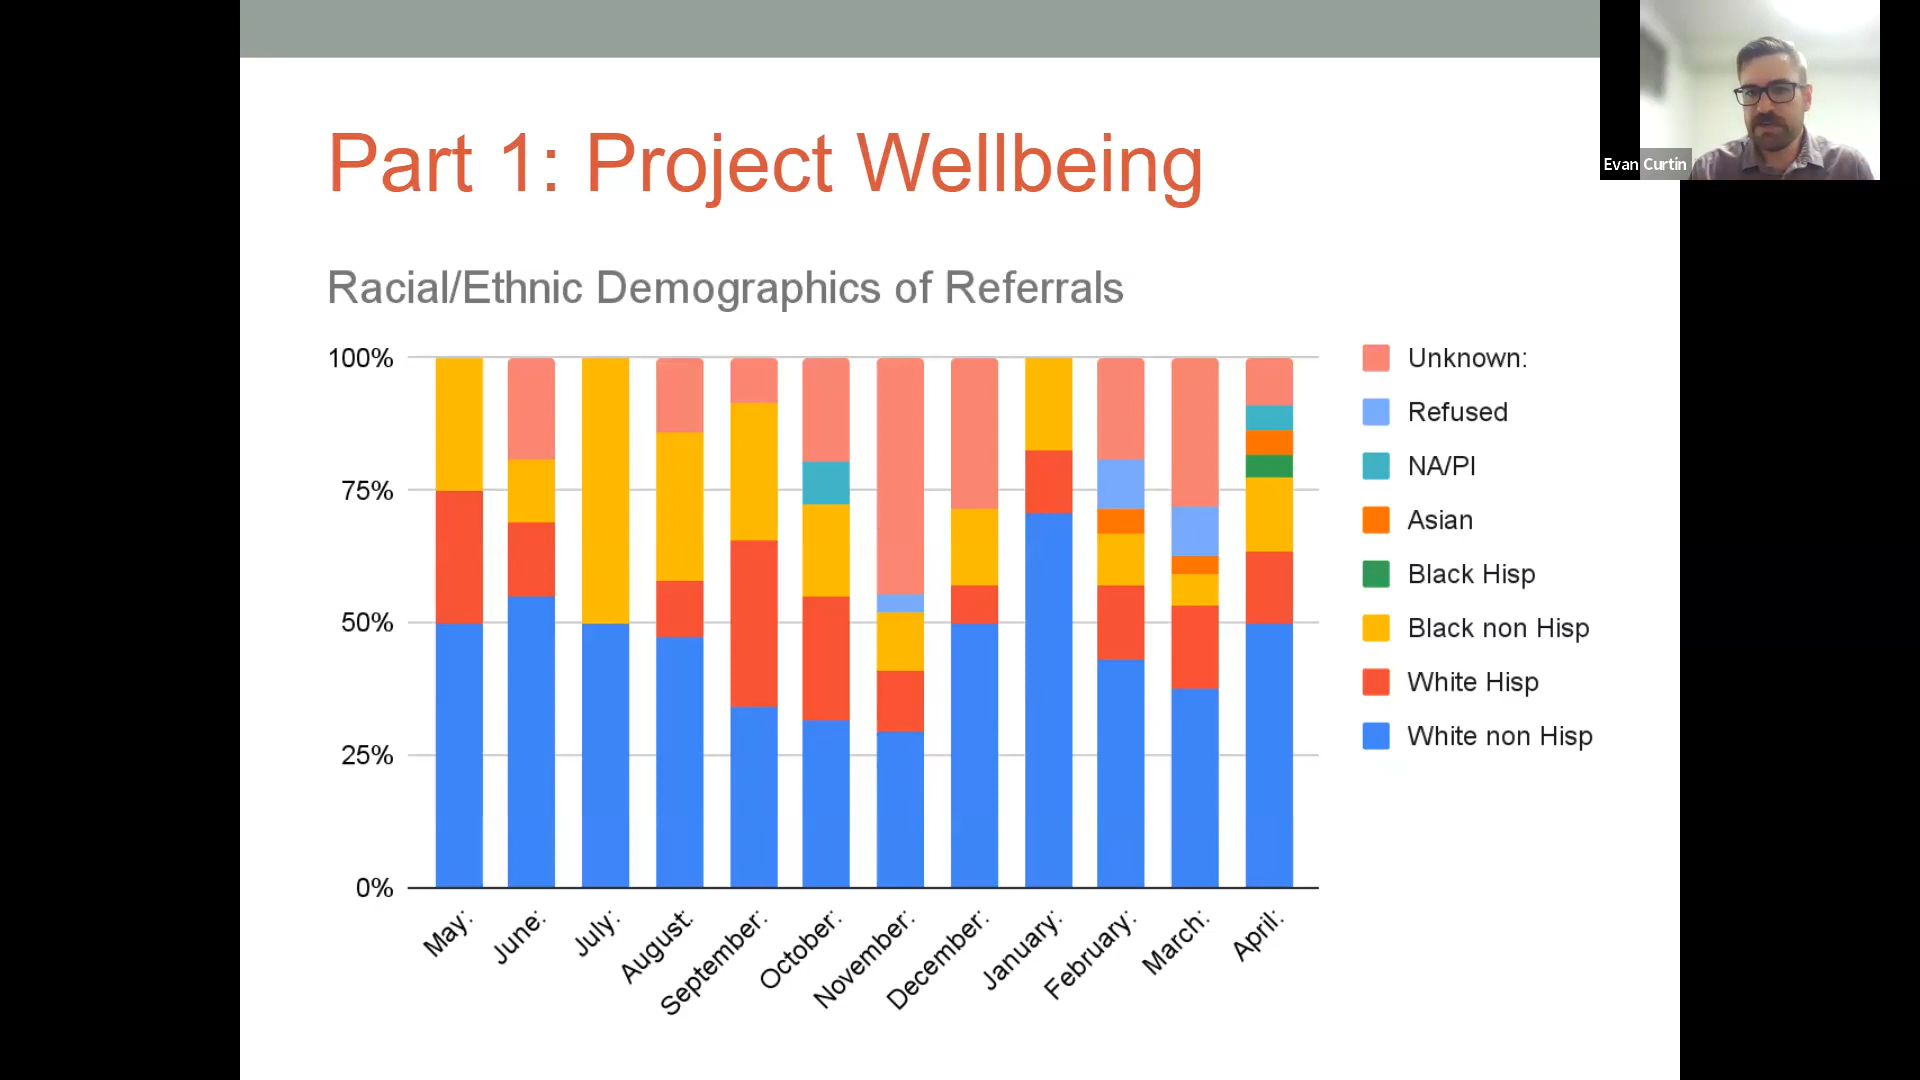 Part 1: Project Wellbeing
Evan Curtin
Racial/Ethnic Demographics of Referrals
100%
75%
50%
25%
0%
May:
June:
July:
August:
September:
October:
November:
December:
January:
February:
March:
April:
Unknown:
Refused
NA/PI
Asian
Black Hisp
Black non Hisp
White Hisp
White non Hisp